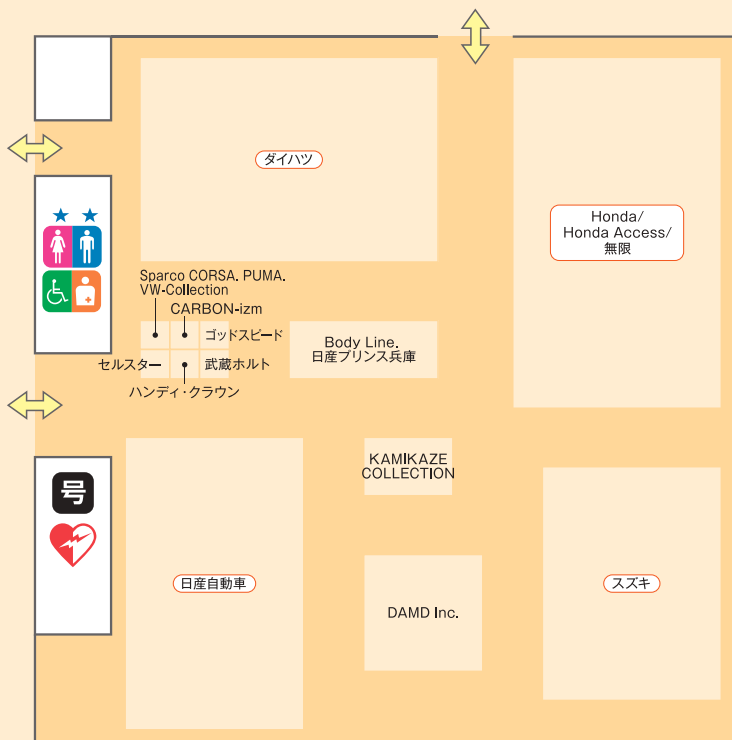 ダイハツ
Honda/
Honda Access/
無限
Sparco CORSA. PUMA.
VW-Collection
CARBON-izm
ゴッドスピード
セルスター
武蔵ホルト
ハンディ・クラウン
Body Line.
日産プリンス兵庫
KAMIKAZE
COLLECTION
号
日産自動車
DAMD Inc.
スズキ